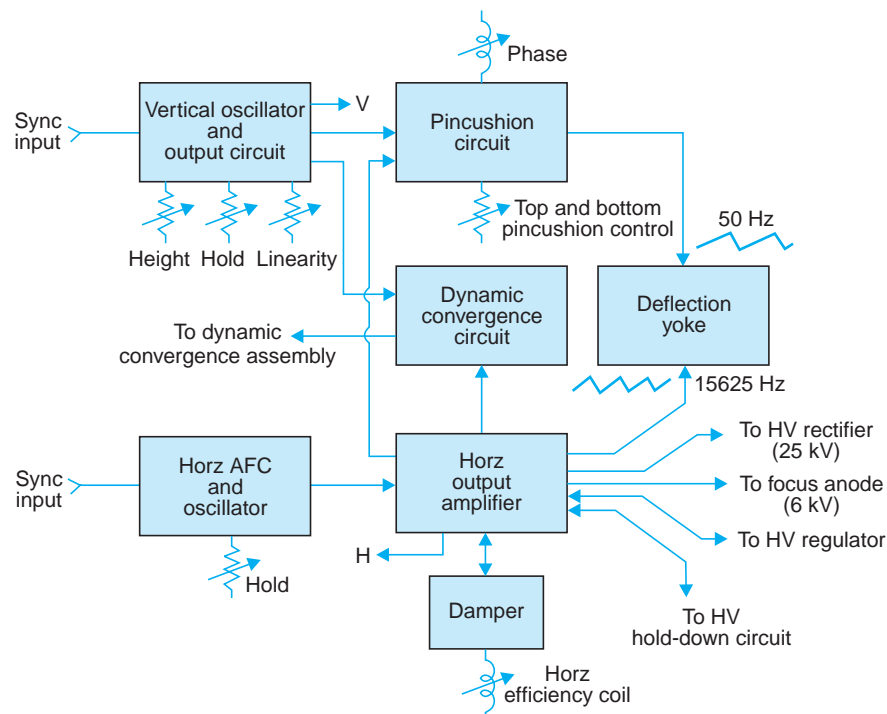 Phase
Vertical oscillator
and
output circuit
V
Pincushion
circuit
Sync
input
Top and bottom
pincushion control
50 Hz
Height
Hold
Linearity
Dynamic
convergence
circuit
Deflection
yoke
To dynamic
convergence assembly
15625 Hz
To HV rectifier
(25 kV)
Horz AFC
and
oscillator
Horz
output
amplifier
Sync
input
To focus anode
(6 kV)
To HV regulator
H
Hold
Damper
To HV
hold-down circuit
Horz
efficiency coil